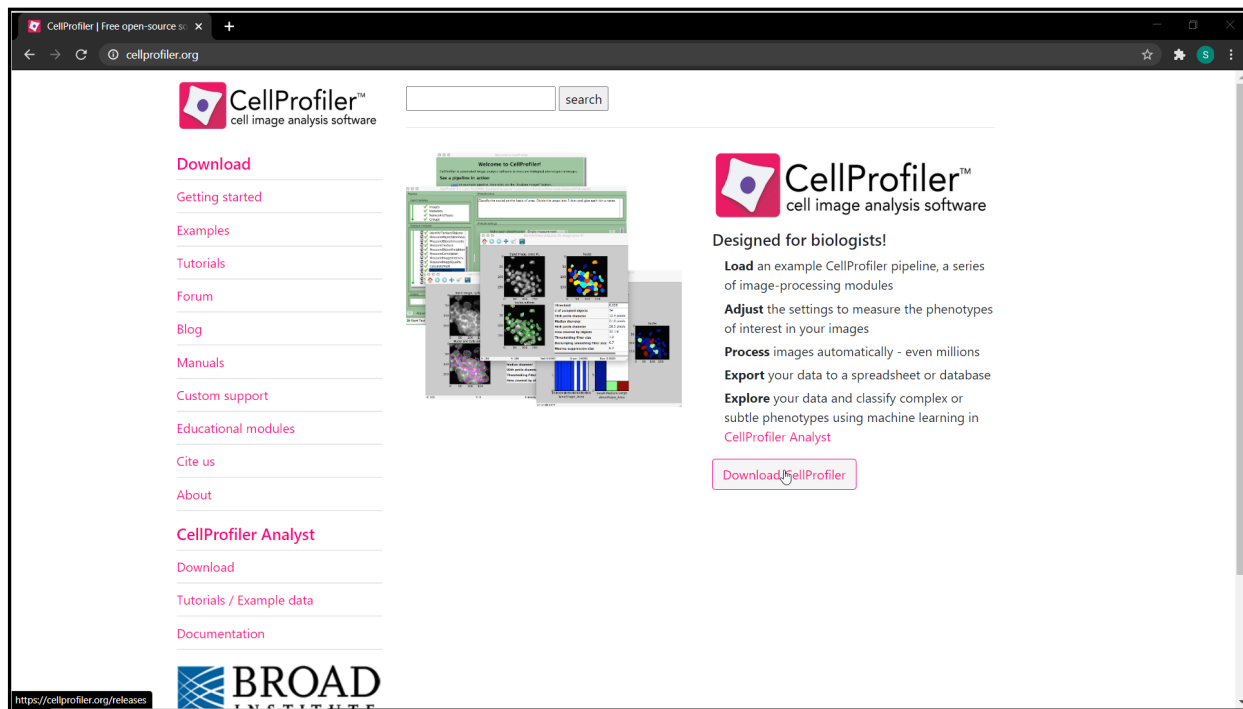 CellProfiler | Free open-source so
cellprofiler.org
S
CellProfiler™
cell image analysis software
search
Download
Getting started
Examples
Tutorials
Forum
Blog
Manuals
Custom support
Educational modules
Cite us
About
CellProfiler Analyst
Download
Tutorials / Example data
Documentation
BROAD
INSTITUTE
Welcome to CellProfiler!
See a pipeline in action
CellProfiler™
cell image analysis software
Designed for biologists!
Load an example CellProfiler pipeline, a series
of image-processing modules
Adjust the settings to measure the phenotypes
of interest in your images
Process images automatically - even millions
Export your data to a spreadsheet or database
Explore your data and classify complex or
subtle phenotypes using machine learning in
CellProfiler Analyst
Download CellProfiler
https://cellprofiler.org/releases